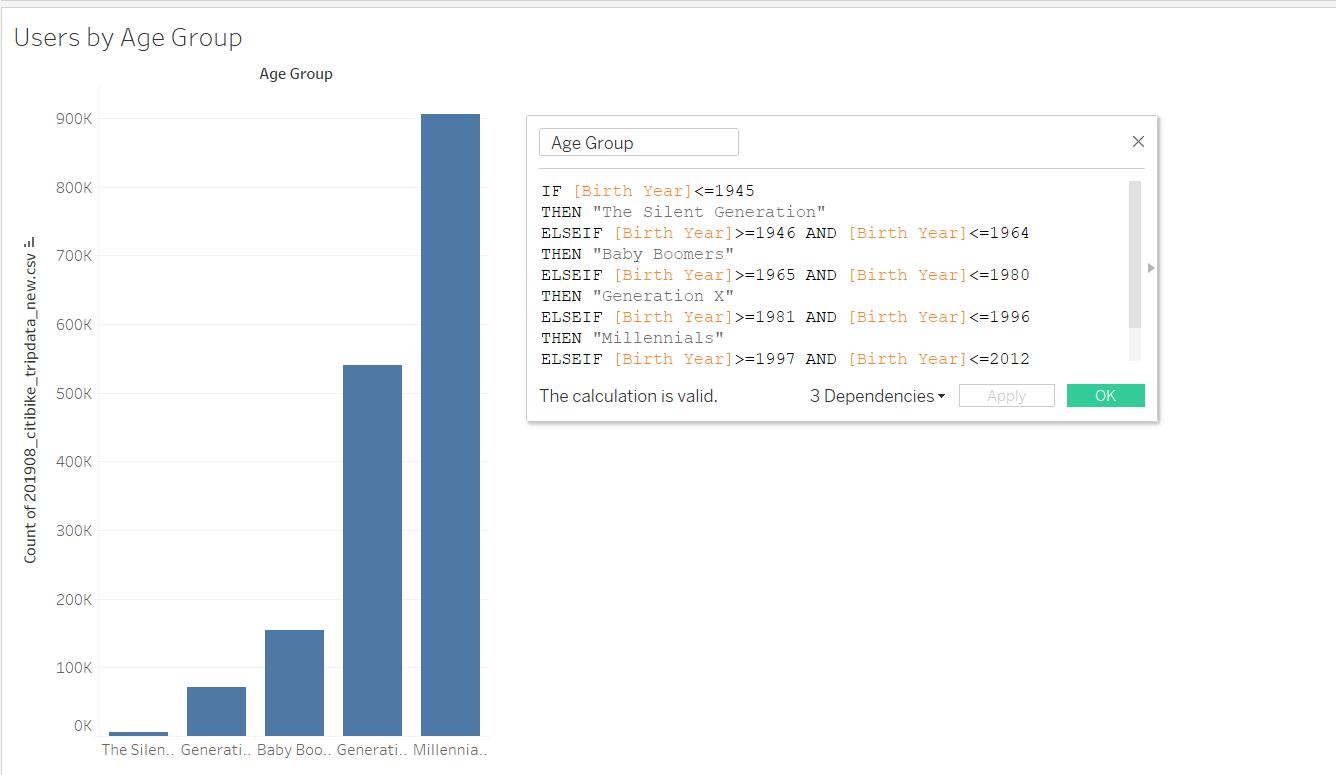 Users by Age Group
Age Group
Count of 201908_citibike_tripdata_new.csv
900K
800K
700K
600K
500K
400K
300K
200K
100K
0K
The Silen.. Generati.. Baby Boo.. Generati.. Millennia..
Age Group
IF [Birth Year]<=1945
THEN "The Silent Generation"
ELSEIF [Birth Year]>=1946 AND [Birth Year]<=1964
THEN "Baby Boomers"
ELSEIF [Birth Year]>=1965 AND [Birth Year]<=1980
THEN "Generation X"
ELSEIF [Birth Year]>=1981 AND [Birth Year]<=1996
THEN "Millennials"
ELSEIF [Birth Year]>=1997 AND [Birth Year]<=2012
The calculation is valid. 3 Dependencies Apply OK